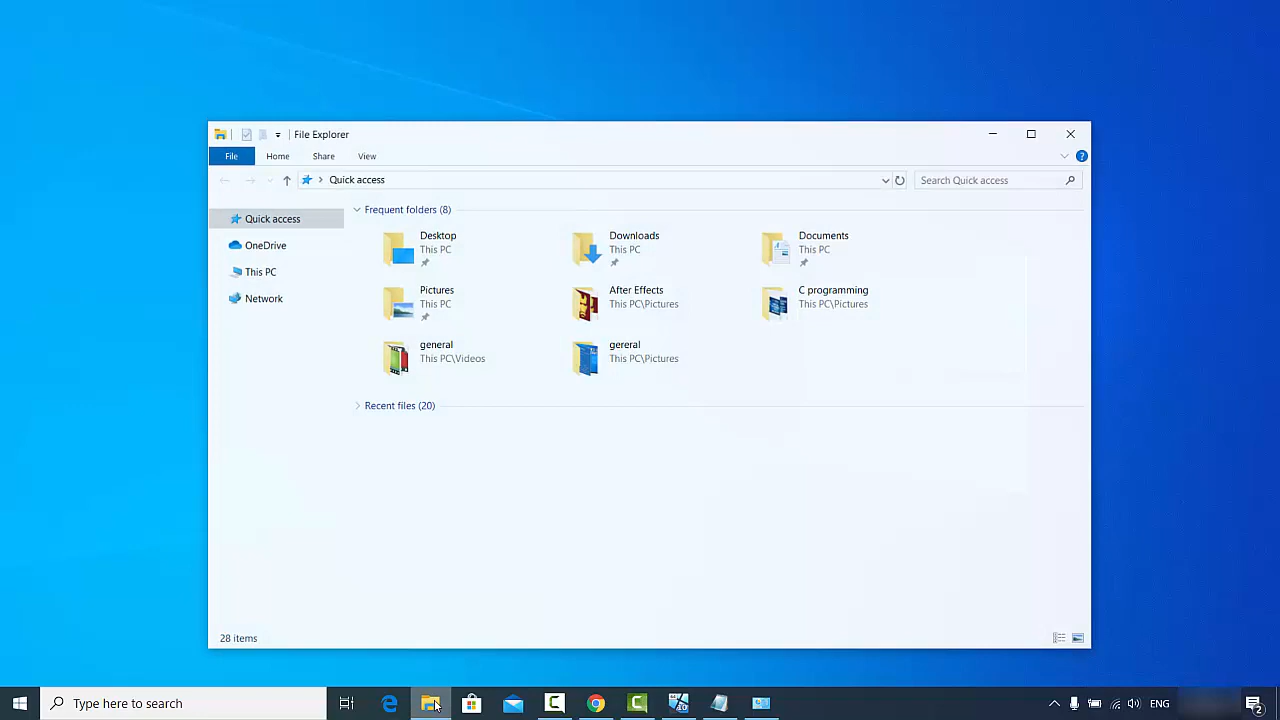 File Explorer
File Home Share View
Quick access
Search Quick access
Quick access
OneDrive
This PC
Network
Frequent folders (8)
Desktop
This PC
Downloads
This PC
Documents
This PC
Pictures
This PC
After Effects
This PC\Pictures
C programming
This PC\Pictures
general
This PC\Videos
gereral
This PC\Pictures
Recent files (20)
28 items
Type here to search
ENG
2